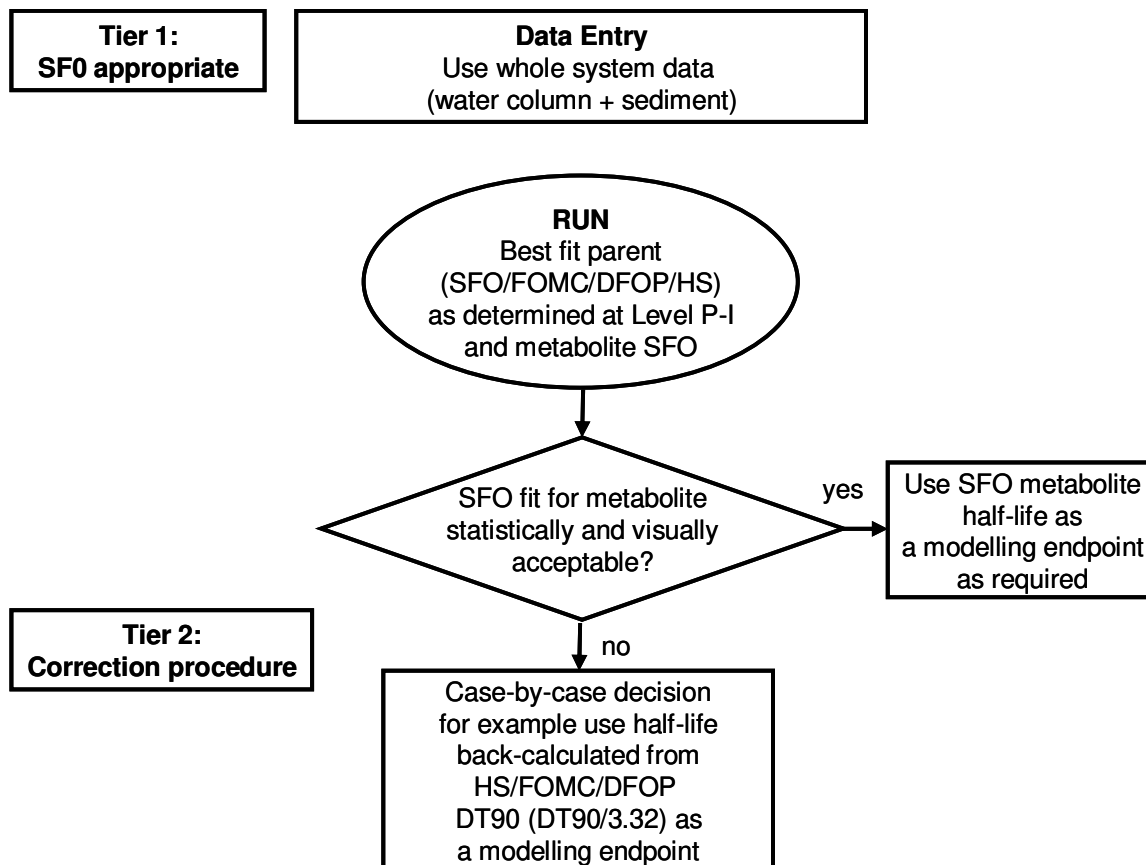 Tier 1:
SF0 appropriate
Data Entry
Use whole system data
(water column + sediment)
RUN
Best fit parent
(SFO/FOMC/DFOP/HS)
as determined at Level P-I
and metabolite SFO
SFO fit for metabolite
statistically and visually
acceptable?
yes
Use SFO metabolite
half-life as
a modelling endpoint
as required
Tier 2:
Correction procedure
no
Case-by-case decision
for example use half-life
back-calculated from
HS/FOMC/DFOP
DT90 (DT90/3.32) as
a modelling endpoint